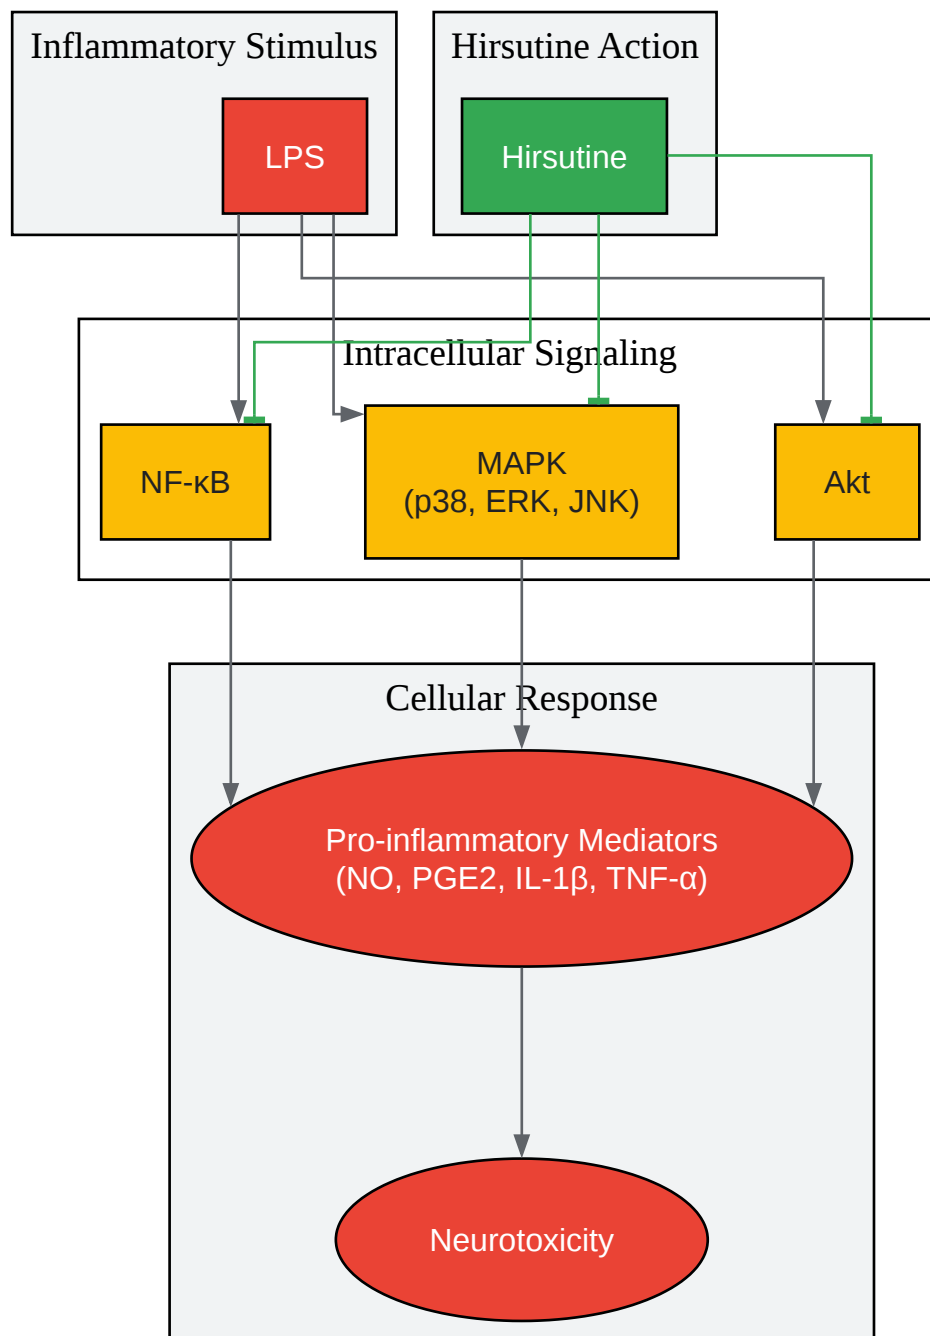 Inflammatory Stimulus
Hirsutine Action
LPS
Hirsutine
Intracellular Signaling
NF-κB
MAPK
(p38, ERK, JNK)
Akt
Cellular Response
Pro-inflammatory Mediators
(NO, PGE2, IL-1β, TNF-α)
Neurotoxicity